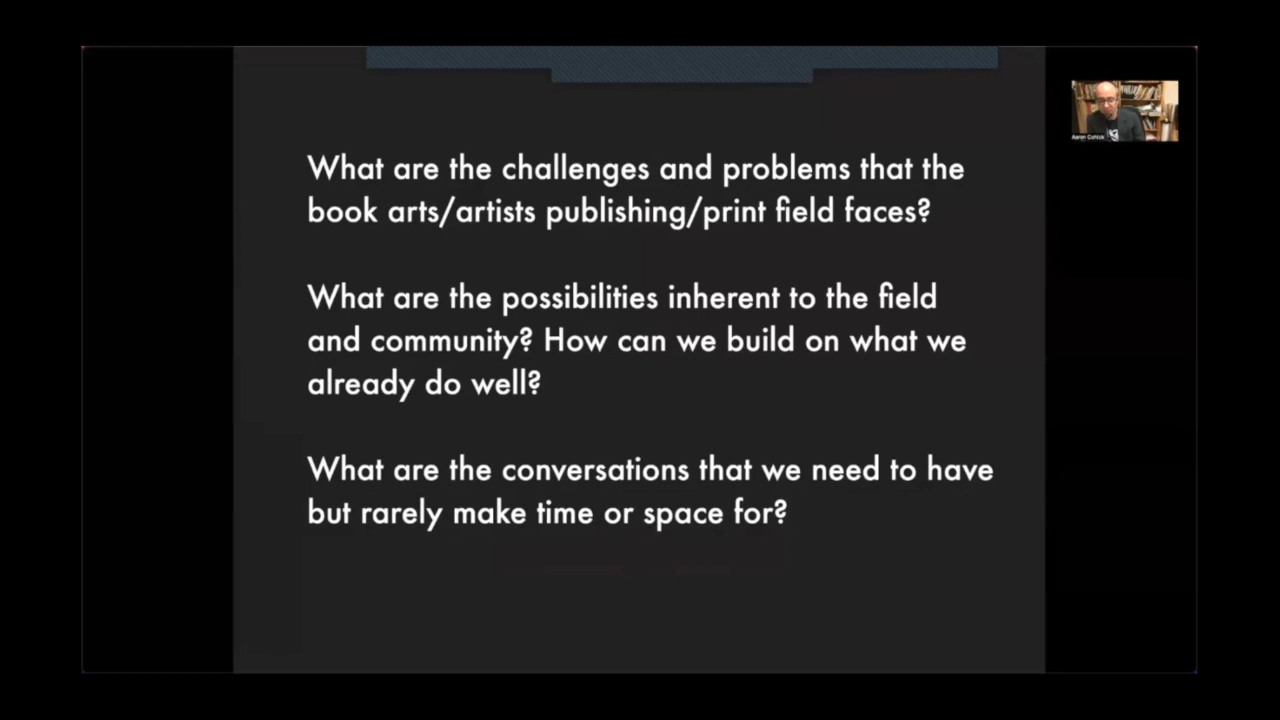 What are the challenges and problems that the
book arts/artists publishing/print field faces?
What are the possibilities inherent to the field
and community? How can we build on what we
already do well?
What are the conversations that we need to have
but rarely make time or space for?
Aaron Cohick